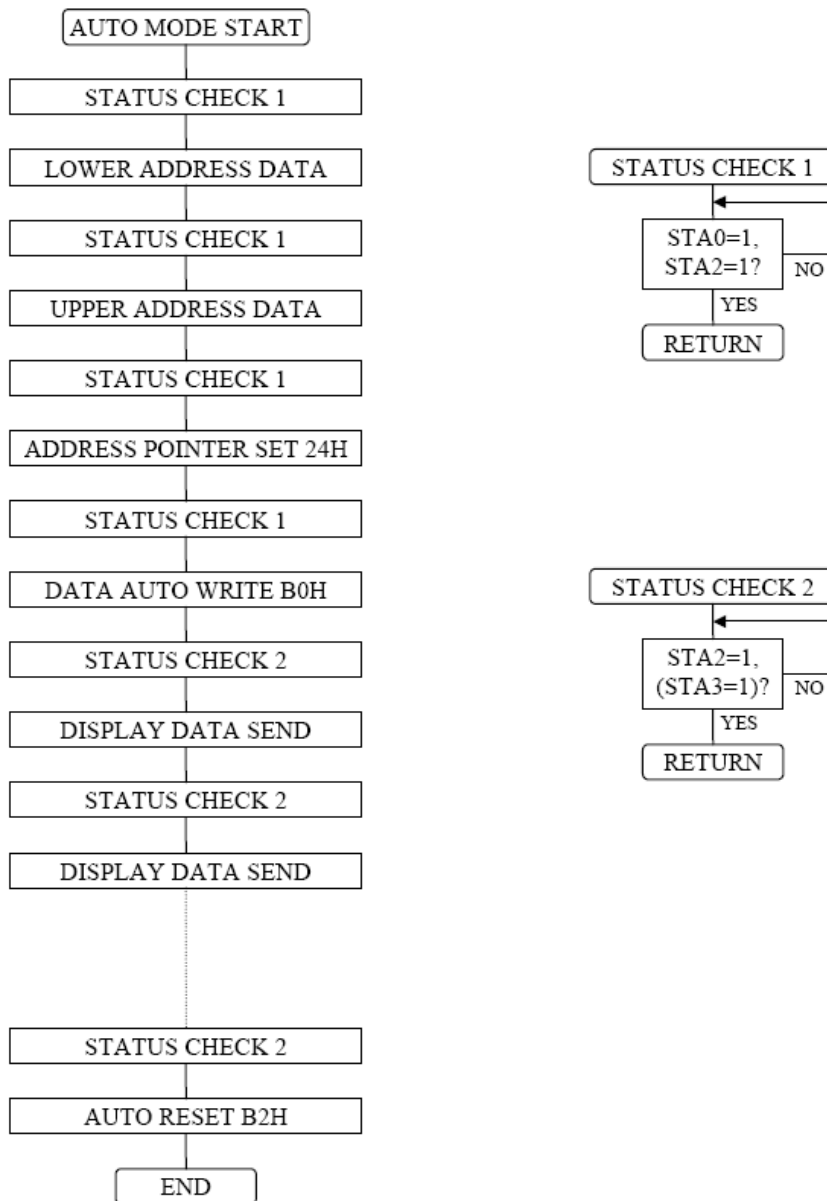 AUTO MODE START
STATUS CHECK 1
LOWER ADDRESS DATA
STATUS CHECK 1
UPPER ADDRESS DATA
STATUS CHECK 1
ADDRESS POINTER SET 24H
STATUS CHECK 1
DATA AUTO WRITE B0H
STATUS CHECK 2
DISPLAY DATA SEND
STATUS CHECK 2
DISPLAY DATA SEND
STATUS CHECK 2
AUTO RESET B2H
END
STATUS CHECK 1
STA0=1,
STA2=1?
NO
YES
RETURN
STATUS CHECK 2
STA2=1,
(STA3=1)?
NO
YES
RETURN